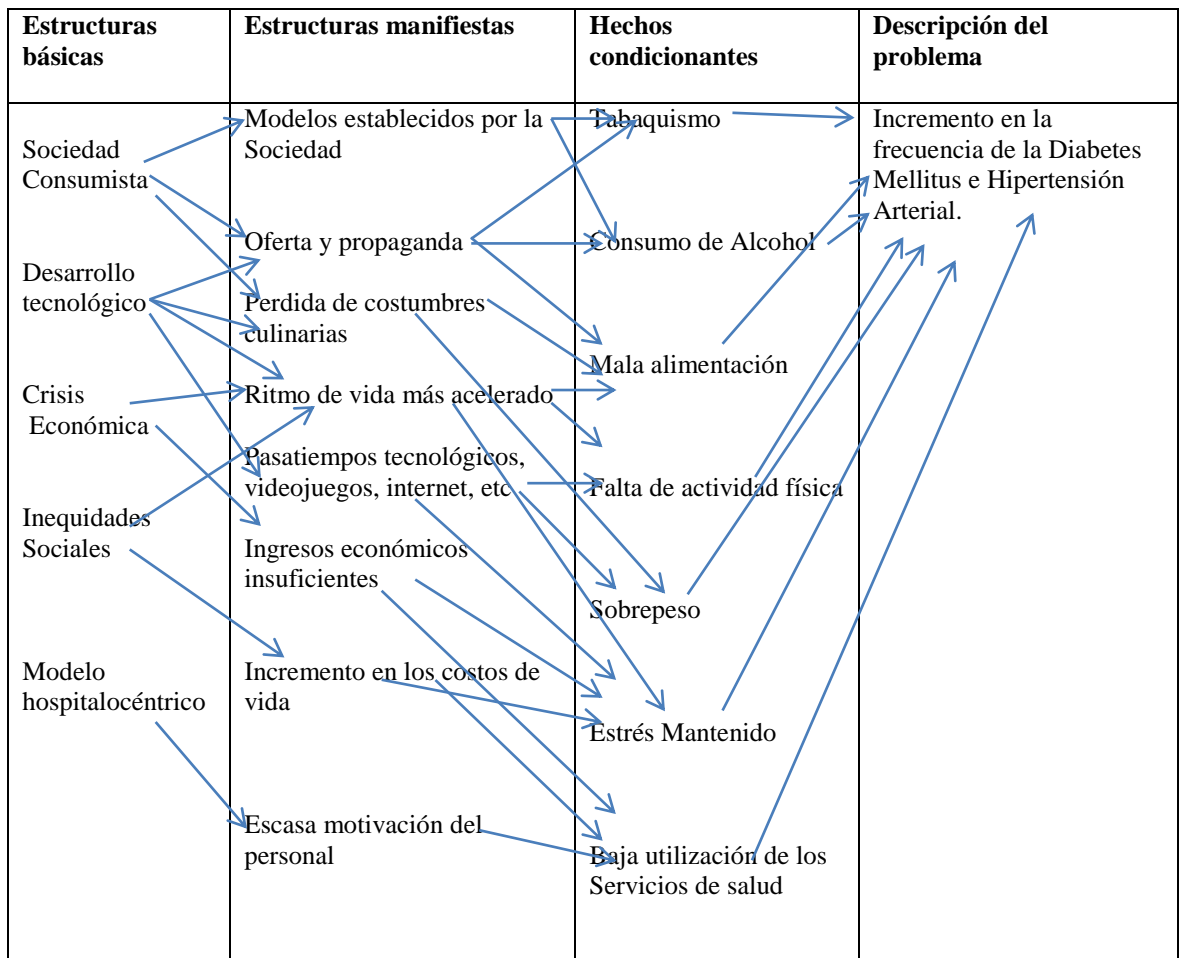 Estructuras
básicas
Estructuras manifiestas
Hechos
condicionantes
Descripción del
problema
Sociedad
Consumista
Desarrollo
tecnológico
Crisis
Económica
Inequidades
Sociales
Modelo
hospitalocéntrico
Modelos establecidos por la
Sociedad
Oferta y propaganda
Perdida de costumbres
culinarias
Ritmo de vida más acelerado
Pasatiempos tecnológicos,
videojuegos, internet, etc
Ingresos económicos
insuficientes
Incremento en los costos de
vida
Escasa motivación del
personal
Tabaquismo
Consumo de Alcohol
Mala alimentación
Falta de actividad física
Sobrepeso
Estrés Mantenido
Baja utilización de los
Servicios de salud
Incremento en la
frecuencia de la Diabetes
Mellitus e Hipertensión
Arterial.